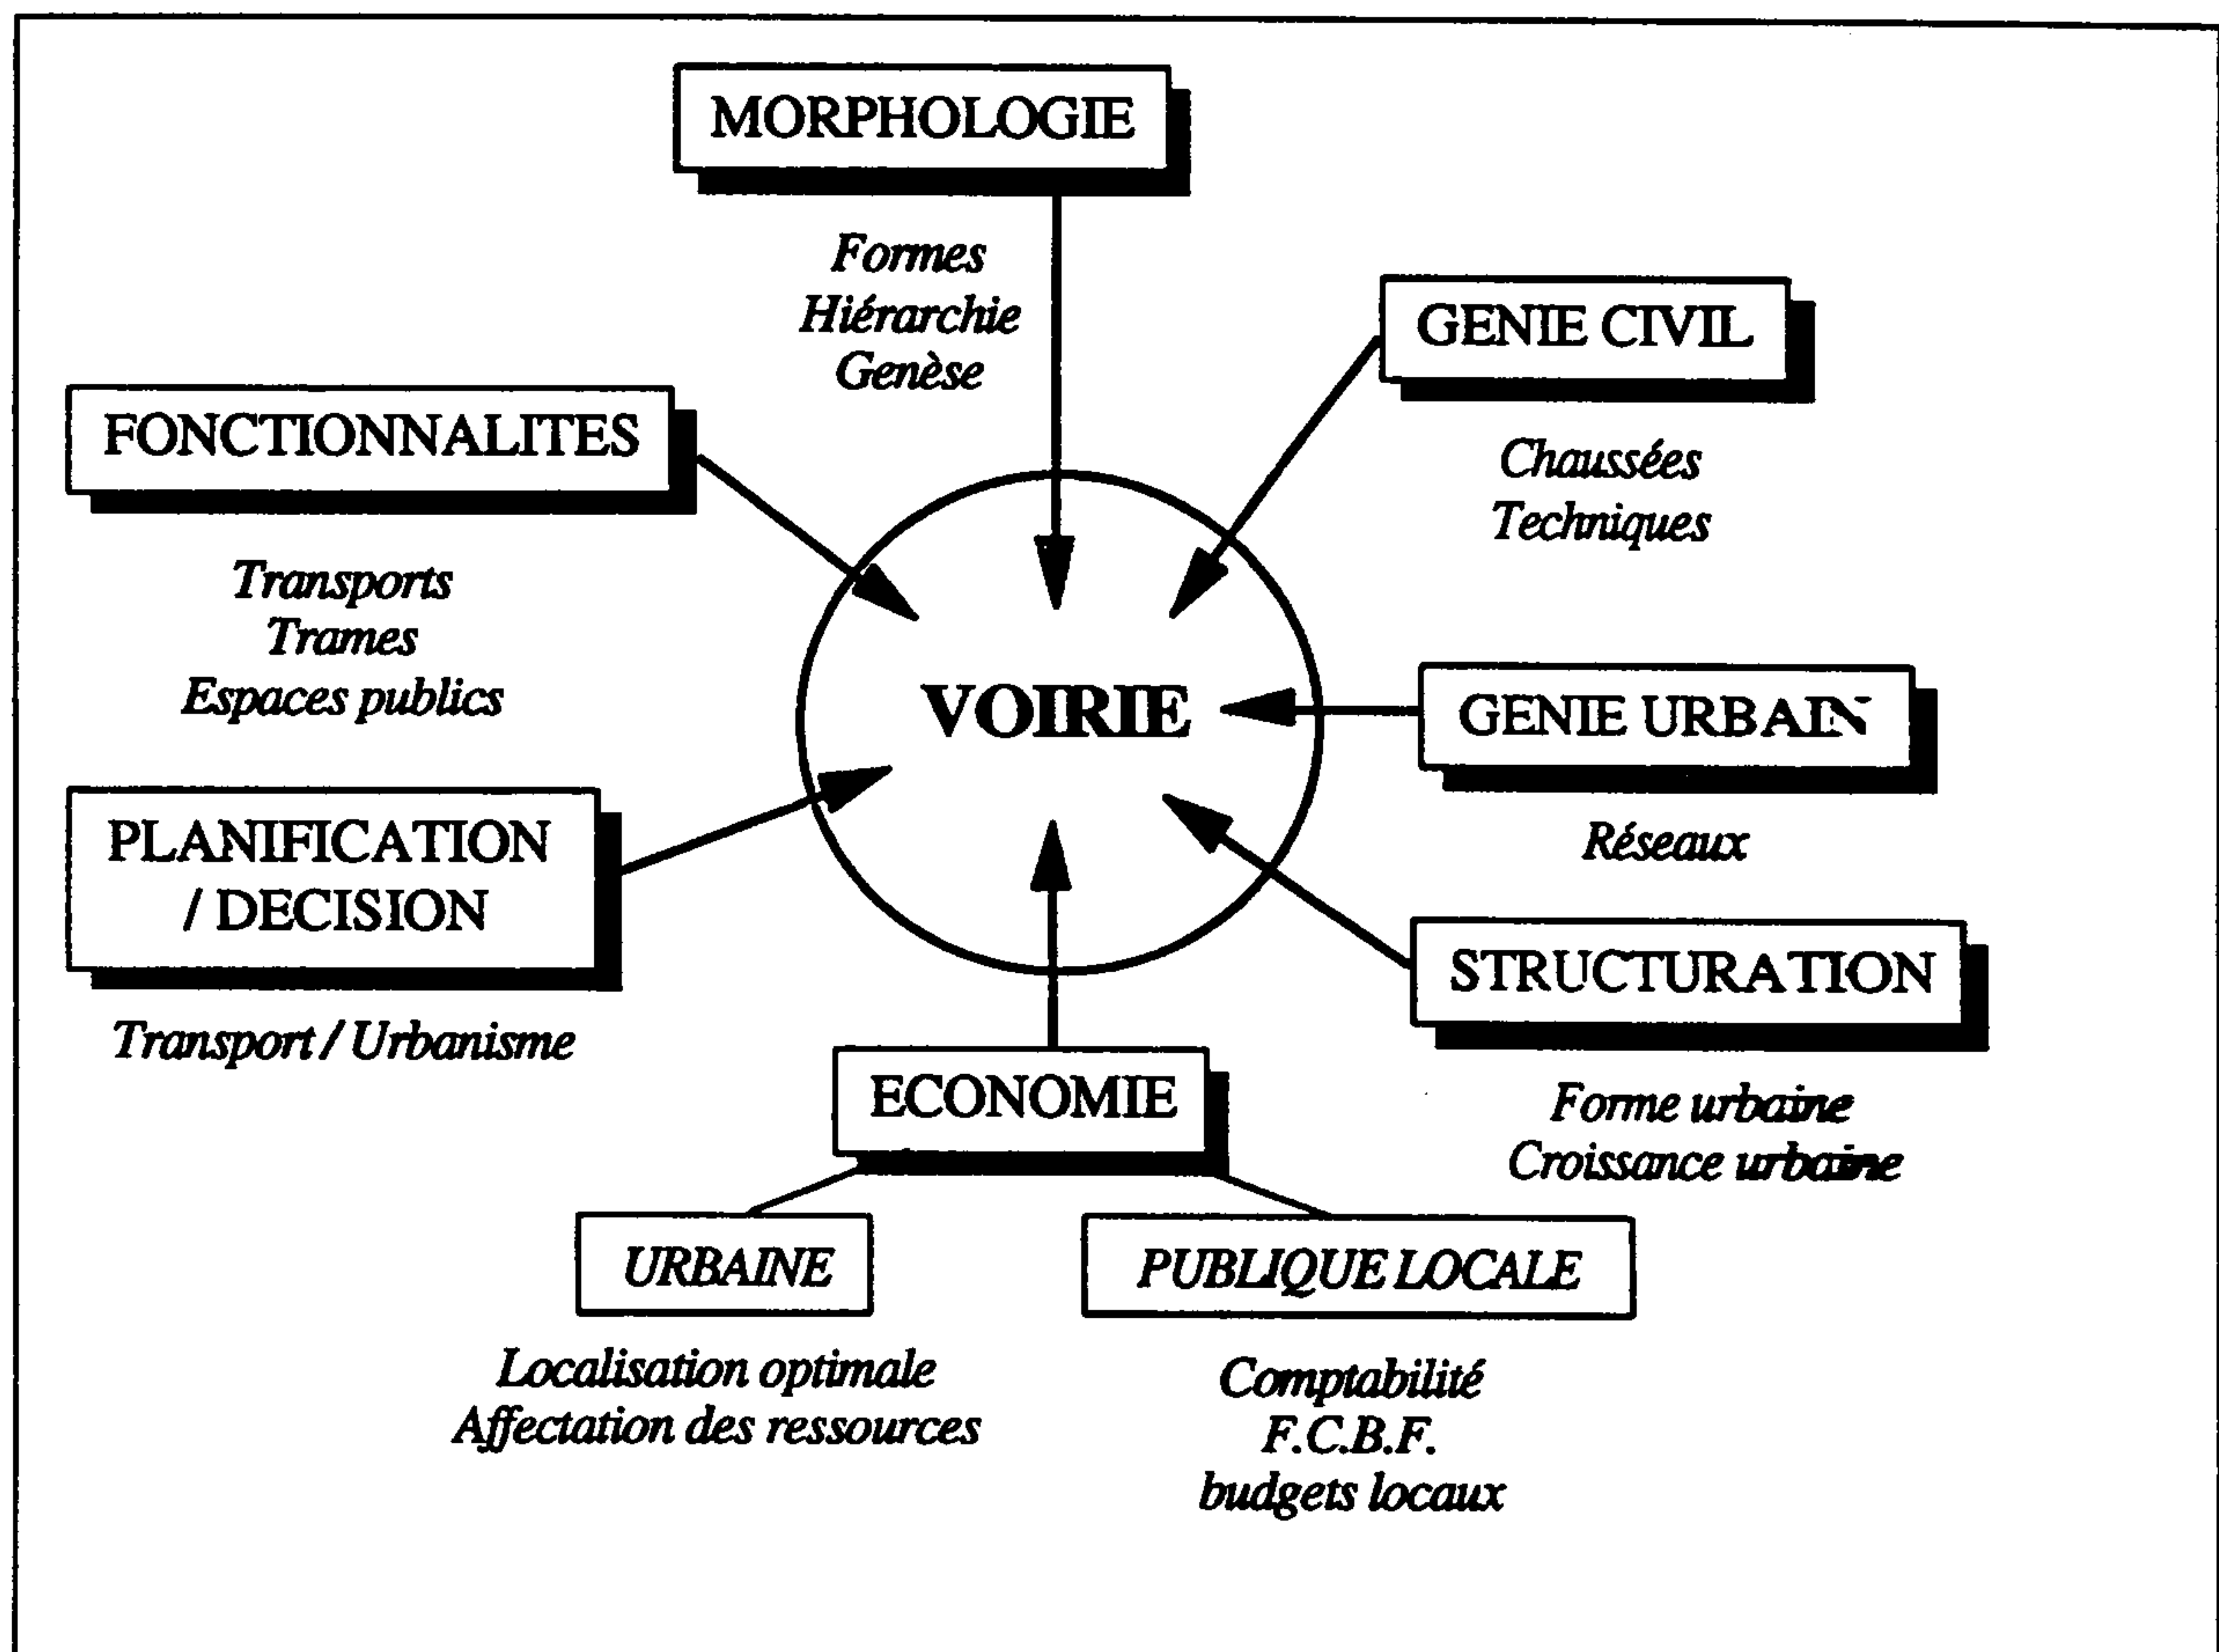 MORPHOLOGIE
Formes
Hiérarchie
Genèse
GENIE CIVIL
Chaussées
Techniques
FONCTIONNALITES
Transports
Trames
Espaces publics
VOIRIE
GENIE URBAIN
Réseaux
PLANIFICATION
/ DECISION
Transport / Urbanisme
STRUCTURATION
Forme urbaine
Croissance urbaine
ECONOMIE
URBAINE
Localisation optimale
Affectation des ressources
PUBLIQUE LOCALE
Comptabilité
F.C.B.F.
budgets locaux